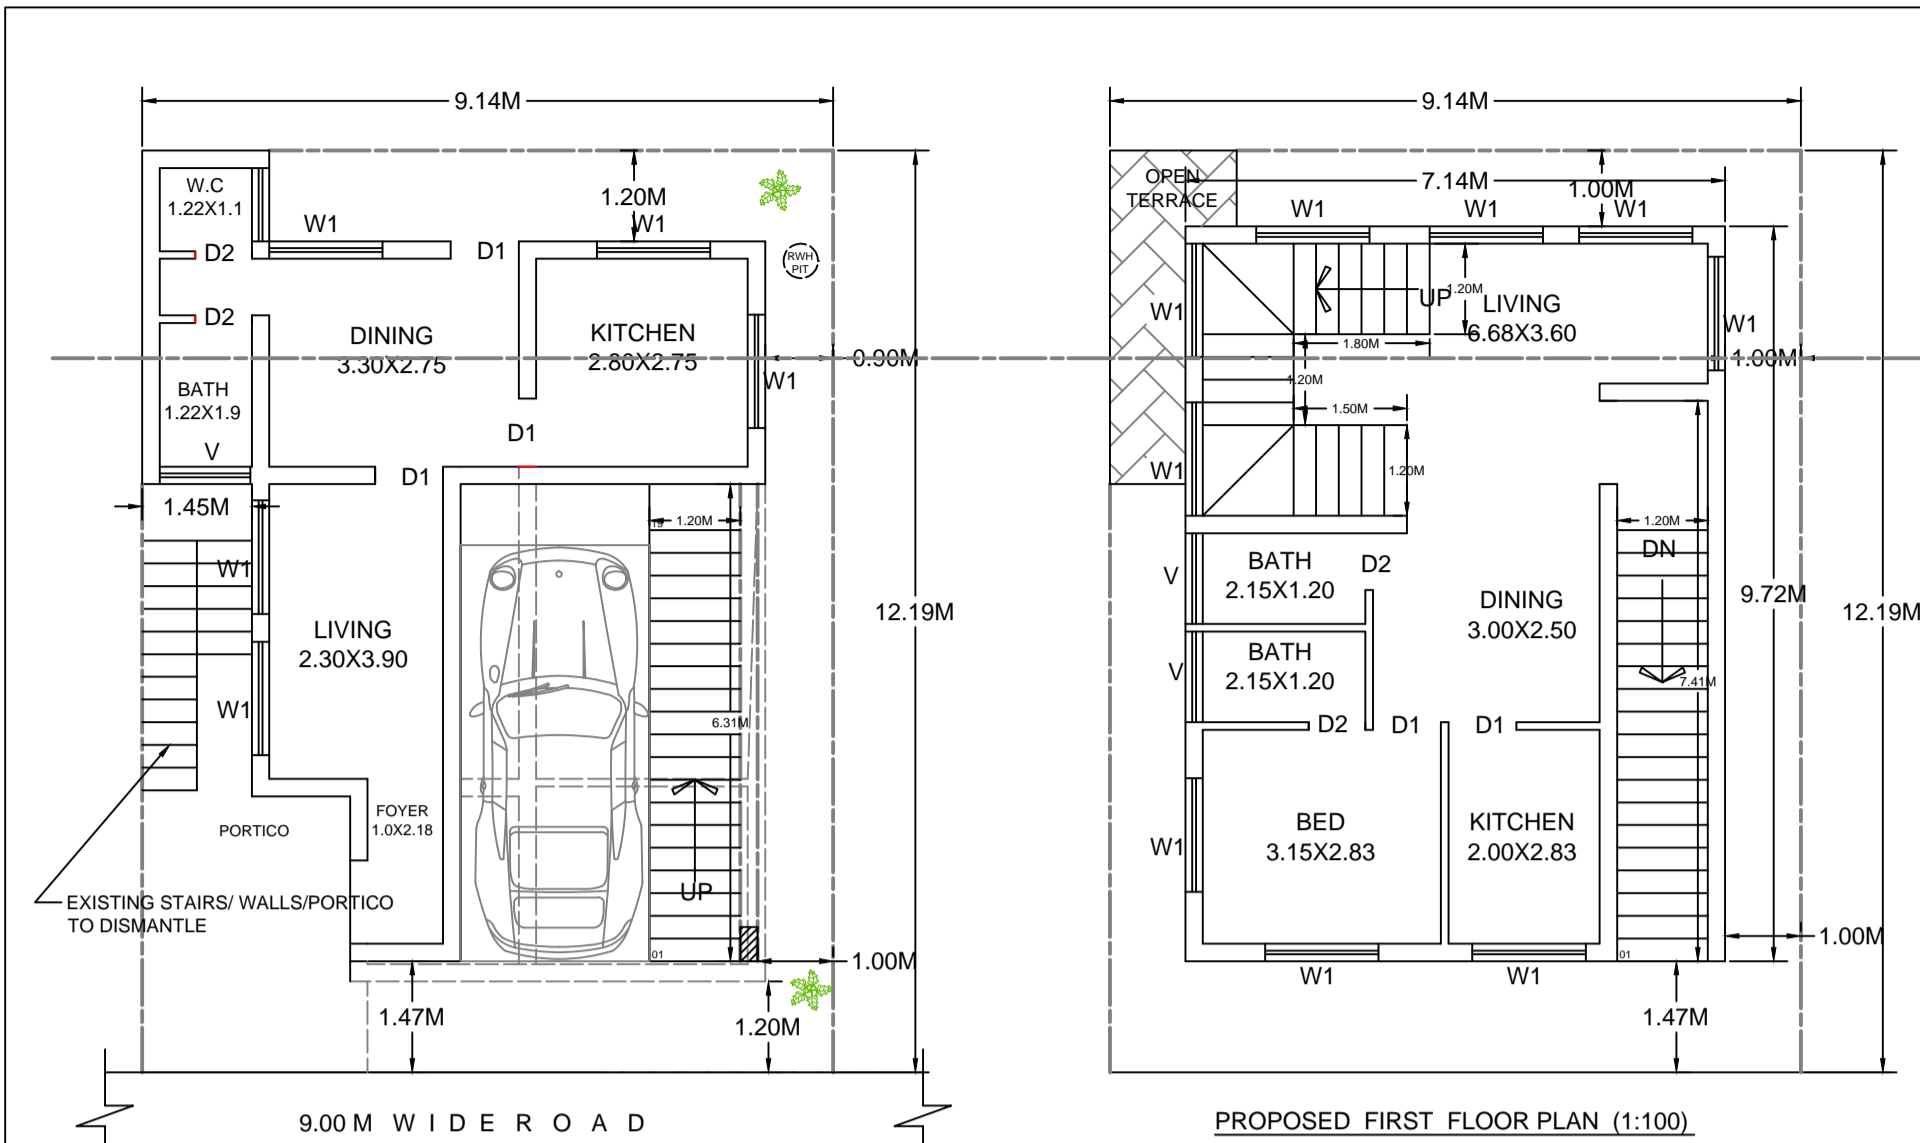 9.14M
W.C
1.22X1.1
W1
1.20M
W1
D2
D1
RWH
PIT
D2
DINING
3.30X2.75
KITCHEN
2.80X2.75
0.90M
W1
BATH
1.22X1.9
V
D1
D1
1.45M
19
1.20M
W1
12.19M
LIVING
2.30X3.90
W1
6.31M
FOYER
1.0X2.18
PORTICO
UP
EXISTING STAIRS/ WALLS/PORTICO
TO DISMANTLE
01
1.00M
1.47M
1.20M
9.00 M W I D E R O A D
9.14M
OPEN
TERRACE
7.14M
1.00M
W1
W1
W1
W1
UP
1.20M
LIVING
6.68X3.60
W1
1.80M
1.00M
1.20M
1.50M
W1
1.20M
1.20M
DN
BATH
2.15X1.20
D2
V
DINING
3.00X2.50
9.72M
12.19M
BATH
2.15X1.20
V
7.41M
D2
D1
D1
BED
3.15X2.83
KITCHEN
2.00X2.83
W1
1.00M
01
W1
W1
1.47M
PROPOSED FIRST FLOOR PLAN (1:100)